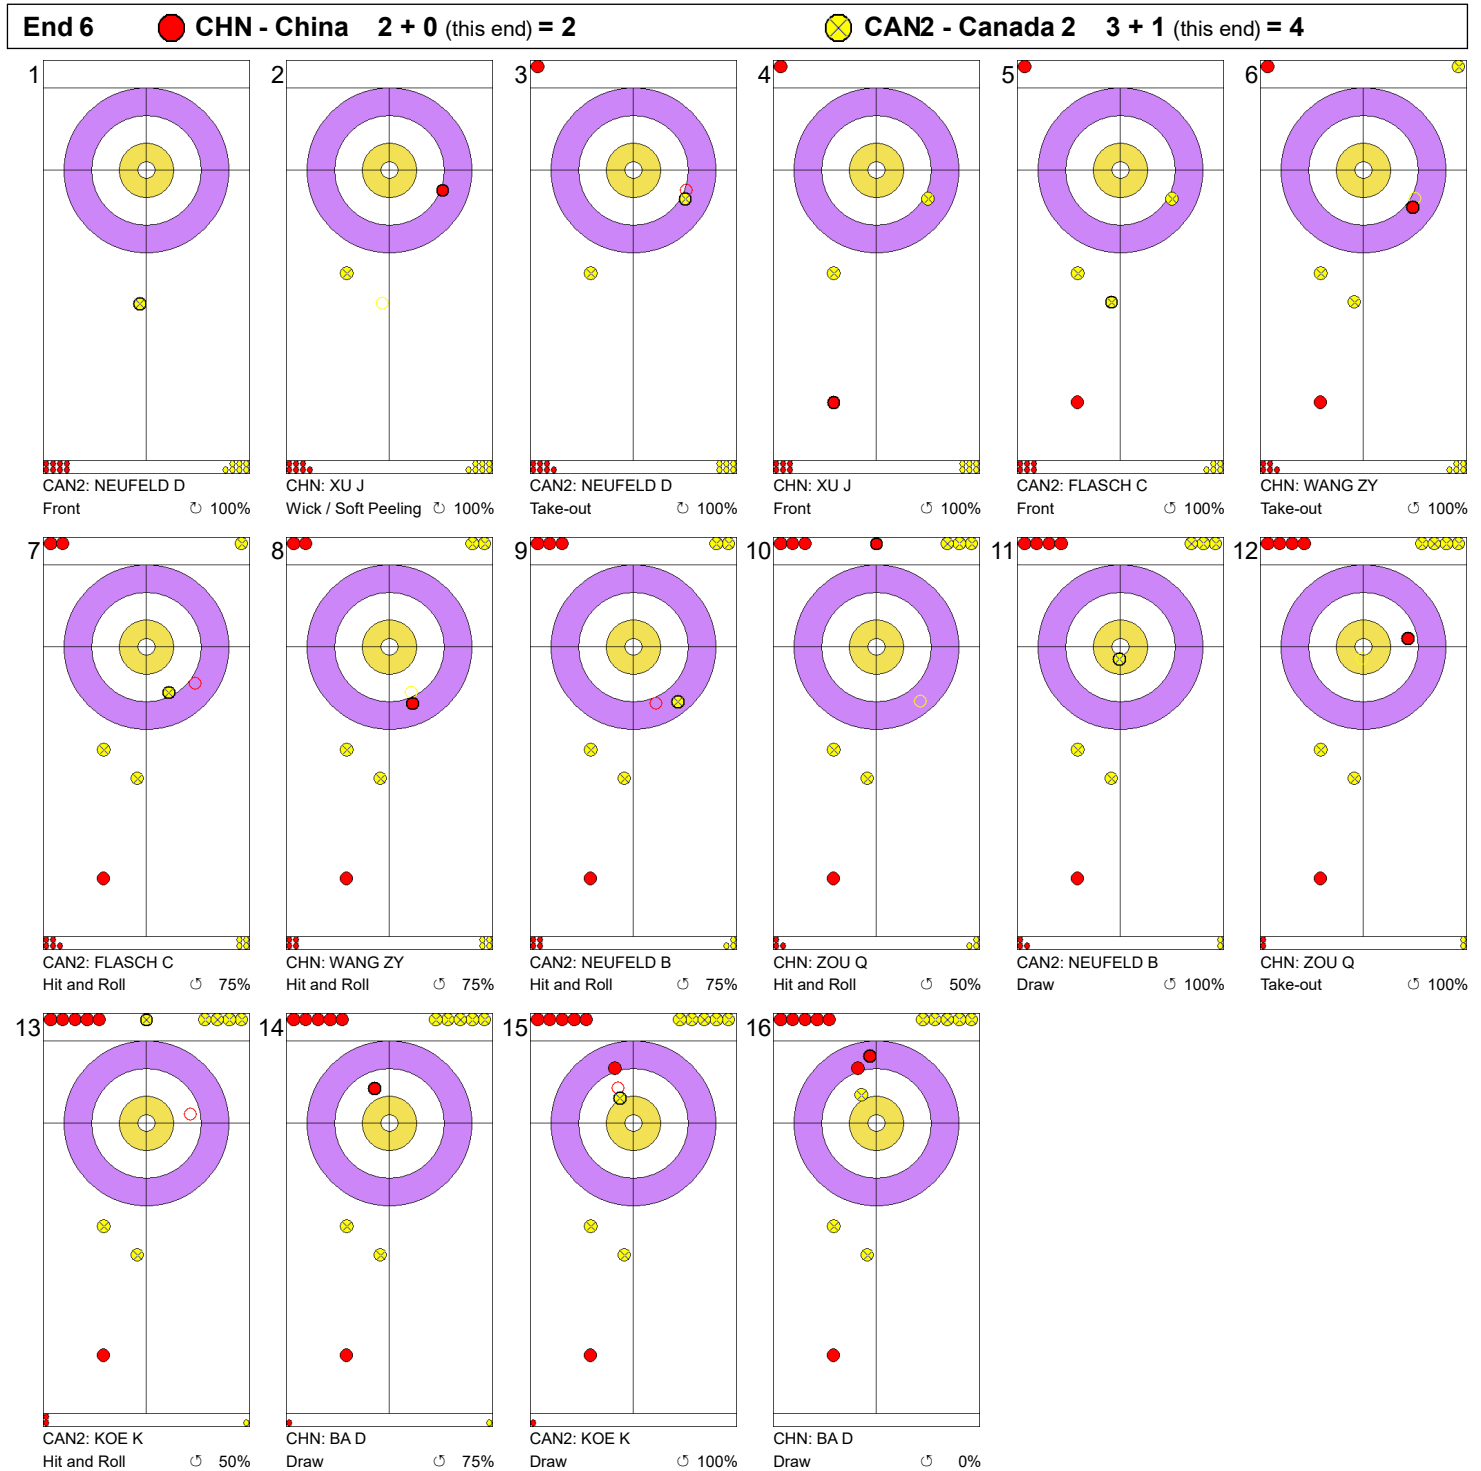 End 6 CHN - China 2 + 0 (this end) = 2 CAN2 - Canada 2 3 + 1 (this end) = 4
1 2 3 4 5 6
CAN2: NEUFELD D CHN: XU J CAN2: NEUFELD D CHN: XU J CAN2: FLASCH C CHN: WANG ZY
Front ↻ 100% Wick / Soft Peeling ↻ 100% Take-out ↺ 100% Front ↺ 100% Front ↺ 100% Take-out ↺ 100%
7 8 9 10 11 12
CAN2: FLASCH C CHN: WANG ZY CAN2: NEUFELD B CHN: ZOU Q CAN2: NEUFELD B CHN: ZOU Q
Hit and Roll ↺ 75% Hit and Roll ↺ 75% Hit and Roll ↺ 75% Hit and Roll ↺ 50% Draw ↺ 100% Take-out ↺ 100%
13 14 15 16
CAN2: KOE K CHN: BA D CAN2: KOE K CHN: BA D
Hit and Roll ↺ 50% Draw ↺ 75% Draw ↺ 100% Draw ↺ 0%